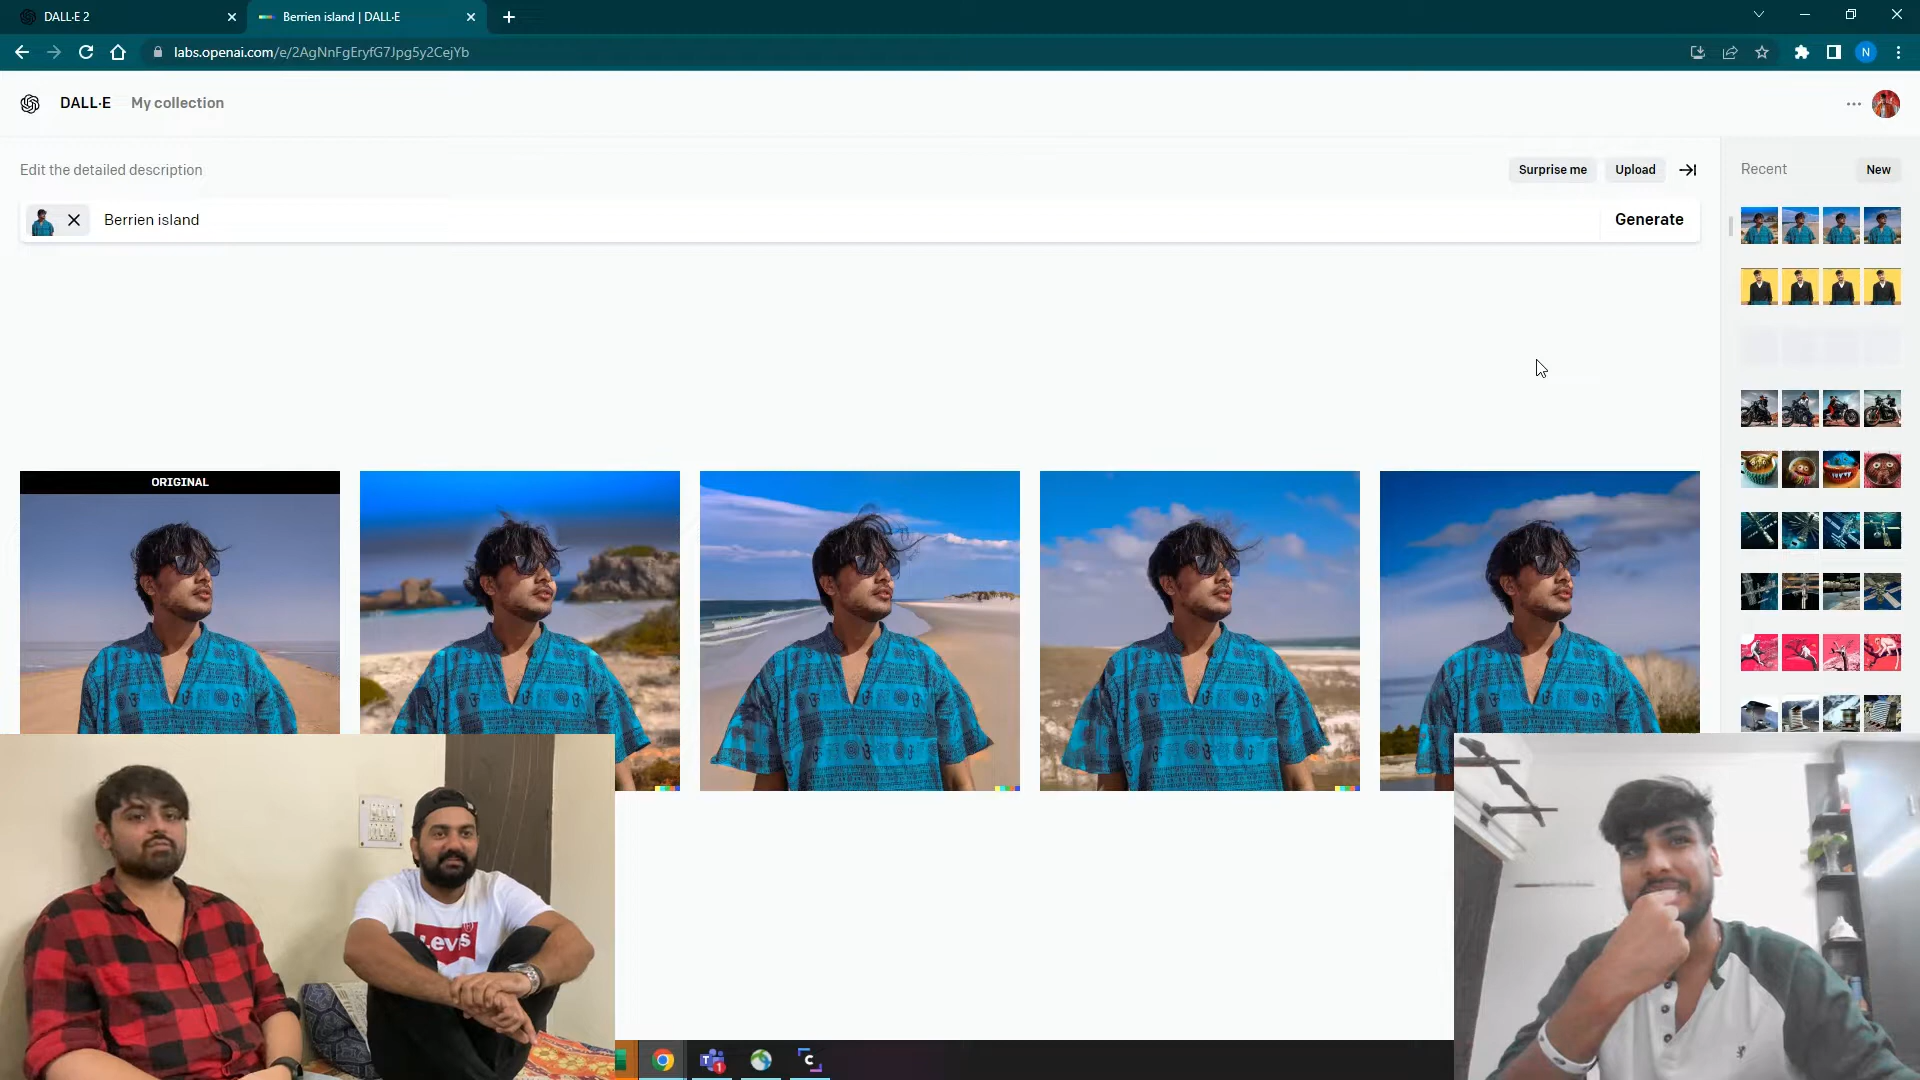 DALL·E 2
Berrien island | DALL·E
labs.openai.com/e/2AgNnFgEryfG7Jpg5y2CejYb
N
DALL·E
My collection
Edit the detailed description
Surprise me
Upload
Recent
New
Berrien island
Generate
ORIGINAL
Levi's
T
1
C